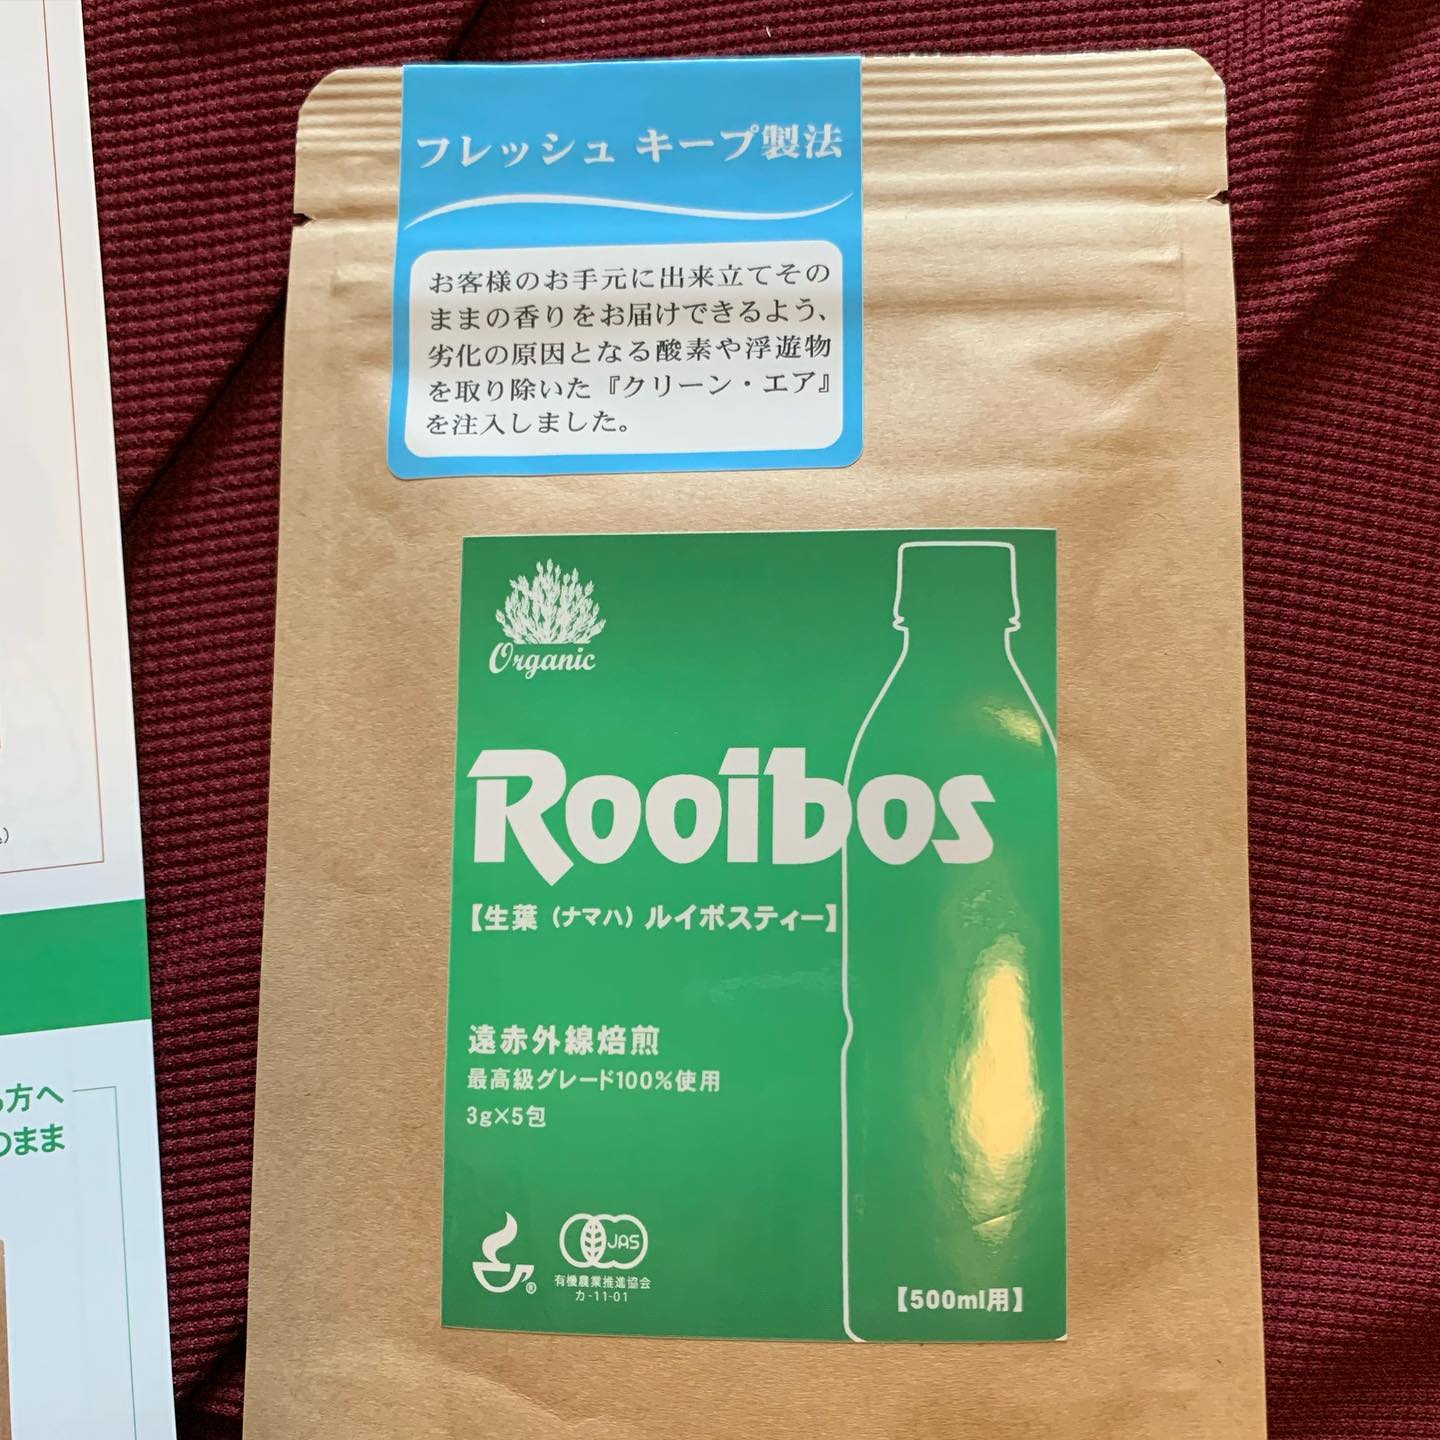 フレッシュ キープ製法
お客様のお手元に出来立てその
ままの香りをお届けできるよう、
劣化の原因となる酸素や浮遊物
を取り除いた『クリーン・エア』
を注入しました。
Organic
Rooibos
【生葉（ナマハ）ルイボスティー】
遠赤外線焙煎
最高級グレード100%使用
3g×5包
®
JAS
有機農業推進協会
カ-11-01
【500ml用】
方へ
のまま